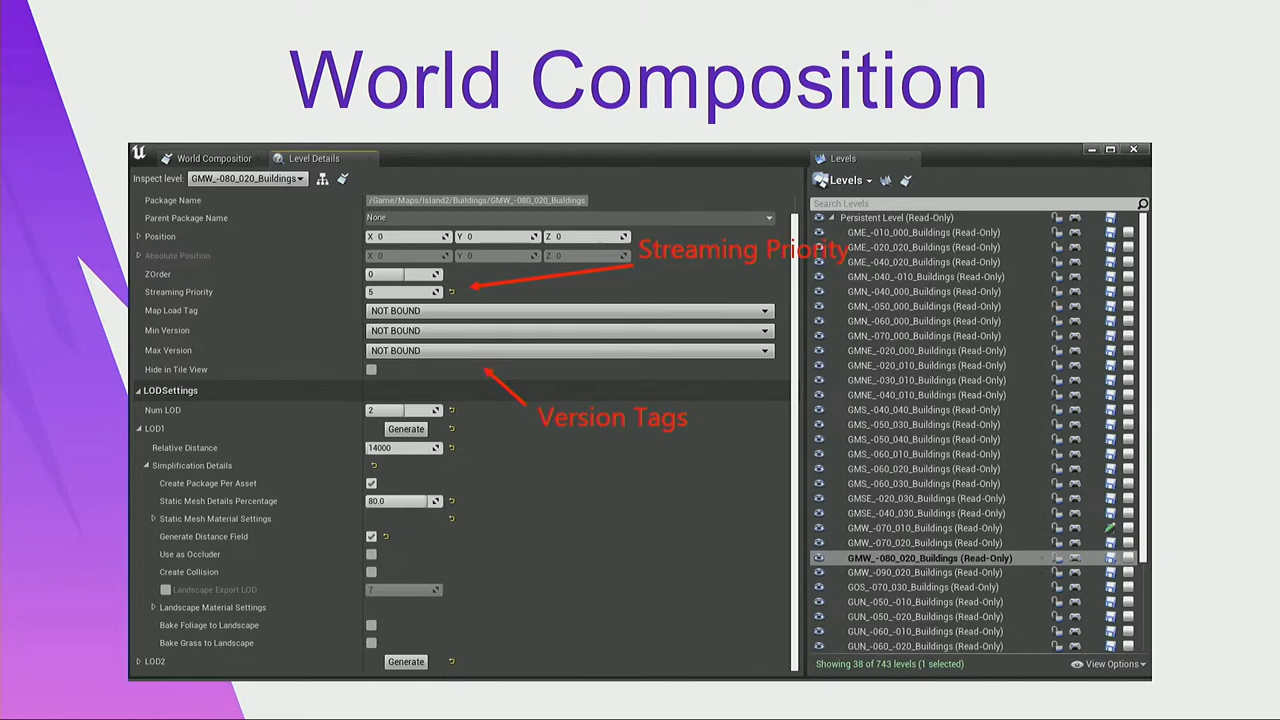 World Composition
World Compositior
Level Details
Inspect level:
GMW_-080_020_Buildings
Package Name
/Game/Maps/Island2/Buildings/GMW_-080_020_Buildings
Parent Package Name
None
Position
X 0
Y 0
Z 0
Absolute Position
X 0
Y 0
Z 0
ZOrder
0
Streaming Priority
5
Streaming Priority
Map Load Tag
NOT BOUND
Min Version
NOT BOUND
Max Version
NOT BOUND
Hide in Tile View
Version Tags
LODSettings
Num LOD
2
LOD1
Generate
Relative Distance
14000
Simplification Details
Create Package Per Asset
Static Mesh Details Percentage
80.0
Static Mesh Material Settings
Generate Distance Field
Use as Occluder
Create Collision
Landscape Export LOD
7
Landscape Material Settings
Bake Foliage to Landscape
Bake Grass to Landscape
LOD2
Generate
Levels
Levels
Search Levels
Persistent Level (Read-Only)
GME_-010_000_Buildings (Read-Only)
GME_-020_020_Buildings (Read-Only)
GME_-040_020_Buildings (Read-Only)
GMN_-040_-010_Buildings (Read-Only)
GMN_-040_000_Buildings (Read-Only)
GMN_-050_000_Buildings (Read-Only)
GMN_-060_000_Buildings (Read-Only)
GMN_-070_000_Buildings (Read-Only)
GMNE_-020_000_Buildings (Read-Only)
GMNE_-020_010_Buildings (Read-Only)
GMNE_-030_010_Buildings (Read-Only)
GMNE_-040_010_Buildings (Read-Only)
GMS_-040_040_Buildings (Read-Only)
GMS_-050_030_Buildings (Read-Only)
GMS_-050_040_Buildings (Read-Only)
GMS_-060_010_Buildings (Read-Only)
GMS_-060_020_Buildings (Read-Only)
GMS_-060_030_Buildings (Read-Only)
GMSE_-020_030_Buildings (Read-Only)
GMSE_-040_030_Buildings (Read-Only)
GMW_-070_010_Buildings (Read-Only)
GMW_-070_020_Buildings (Read-Only)
GMW_-080_020_Buildings (Read-Only)
GMW_-090_020_Buildings (Read-Only)
GOS_-070_030_Buildings (Read-Only)
GUN_-050_-010_Buildings (Read-Only)
GUN_-050_-020_Buildings (Read-Only)
GUN_-060_-010_Buildings (Read-Only)
GUN_-060_-020_Buildings (Read-Only)
Showing 38 of 743 levels (1 selected)
View Options